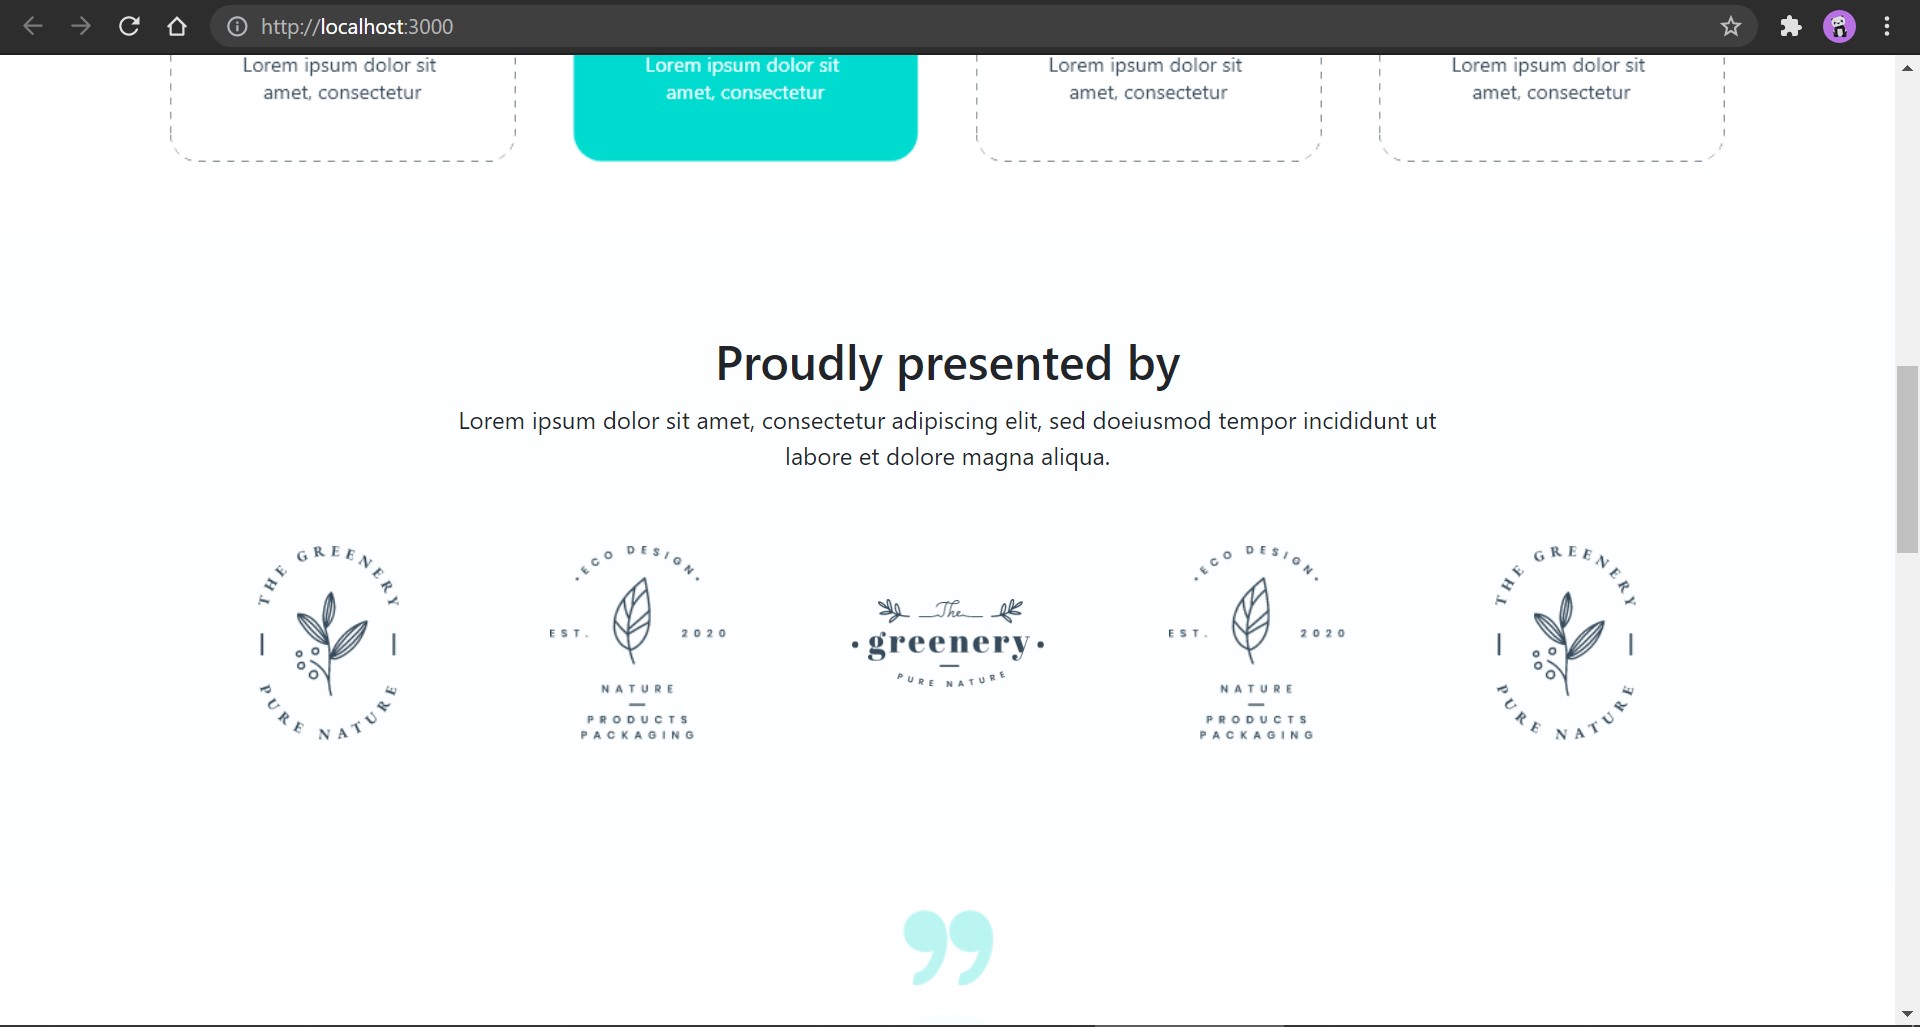 http://localhost:3000
Lorem ipsum dolor sit
amet, consectetur
Lorem ipsum dolor sit
amet, consectetur
Lorem ipsum dolor sit
amet, consectetur
Lorem ipsum dolor sit
amet, consectetur
Proudly presented by
Lorem ipsum dolor sit amet, consectetur adipiscing elit, sed doeiusmod tempor incididunt ut
labore et dolore magna aliqua.
THE GREENERY
PURE NATURE
•ECO DESIGN•
EST. 2020
NATURE
PRODUCTS
PACKAGING
The
• greenery •
PURE NATURE
•ECO DESIGN•
EST. 2020
NATURE
PRODUCTS
PACKAGING
THE GREENERY
PURE NATURE